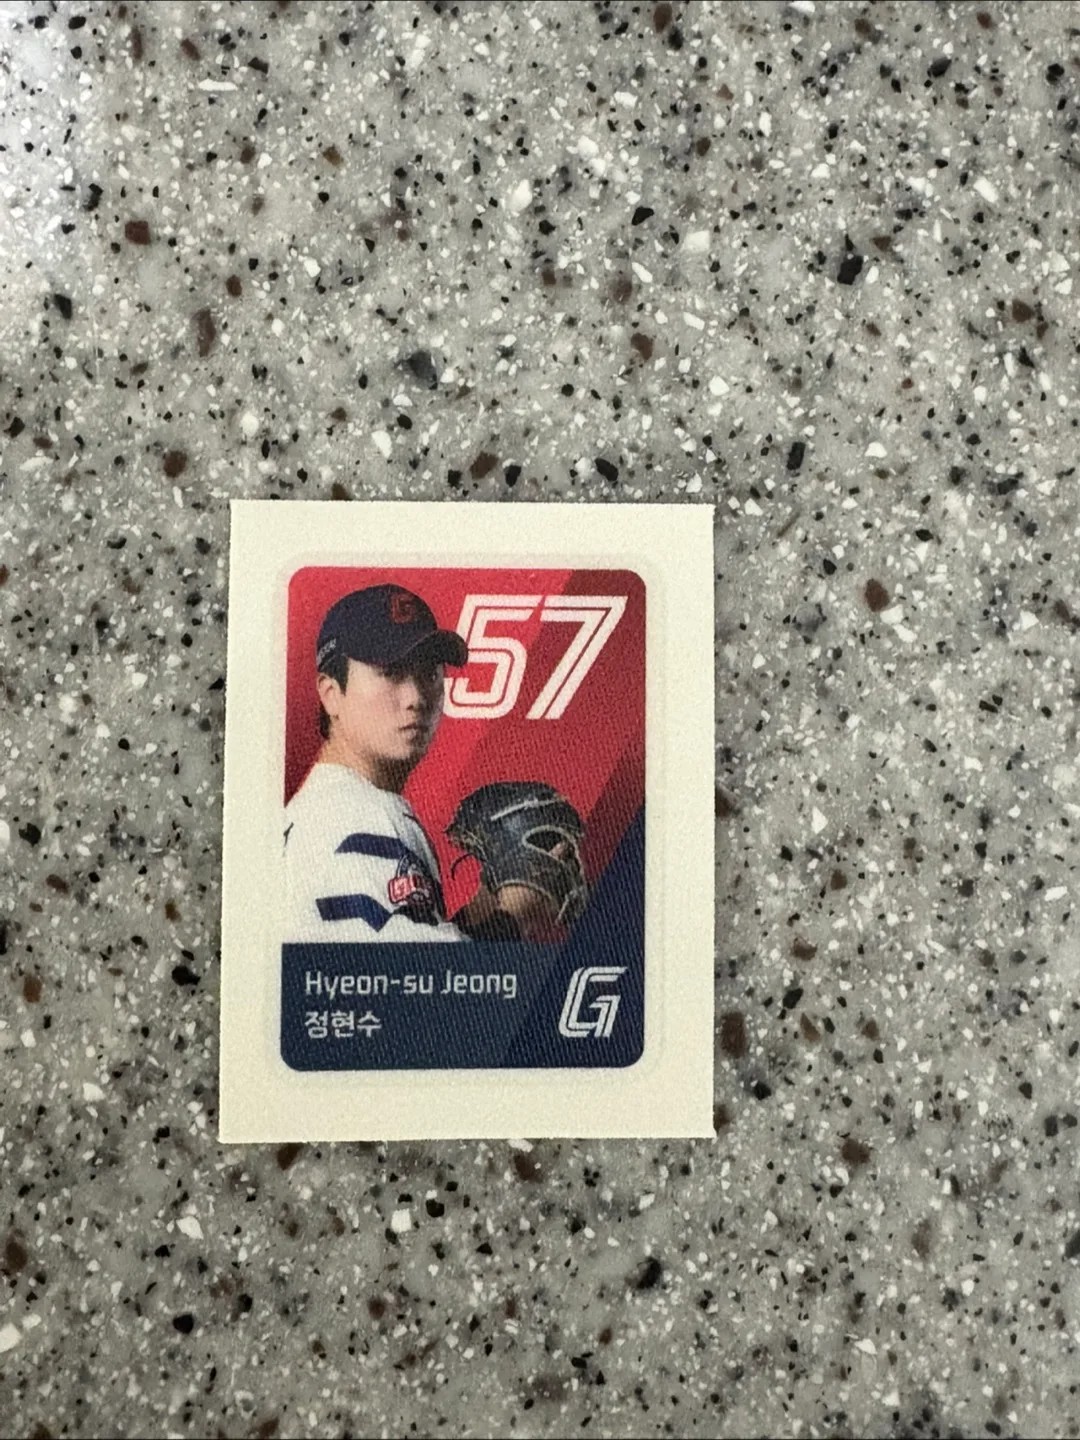 57
Hyeon-su Jeong
정현수
G